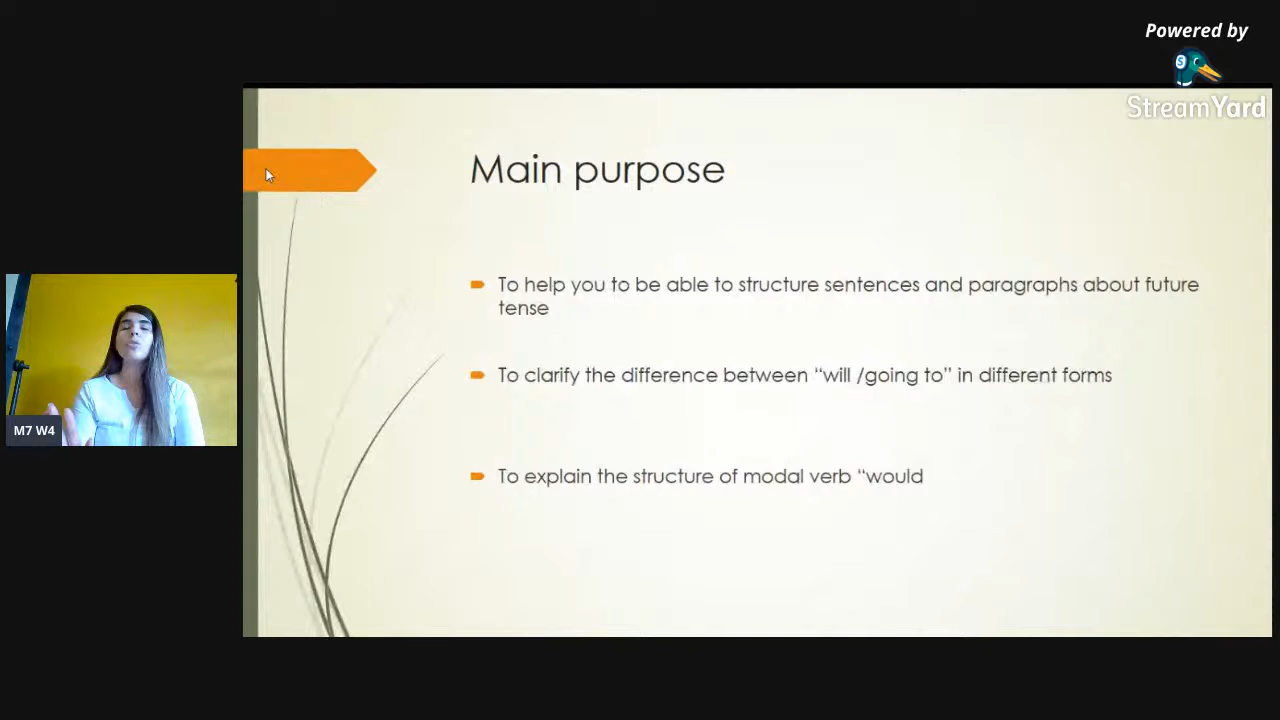 Powered by
StreamYard
Main purpose
To help you to be able to structure sentences and paragraphs about future
tense
To clarify the difference between “will /going to” in different forms
To explain the structure of modal verb “would
M7 W4